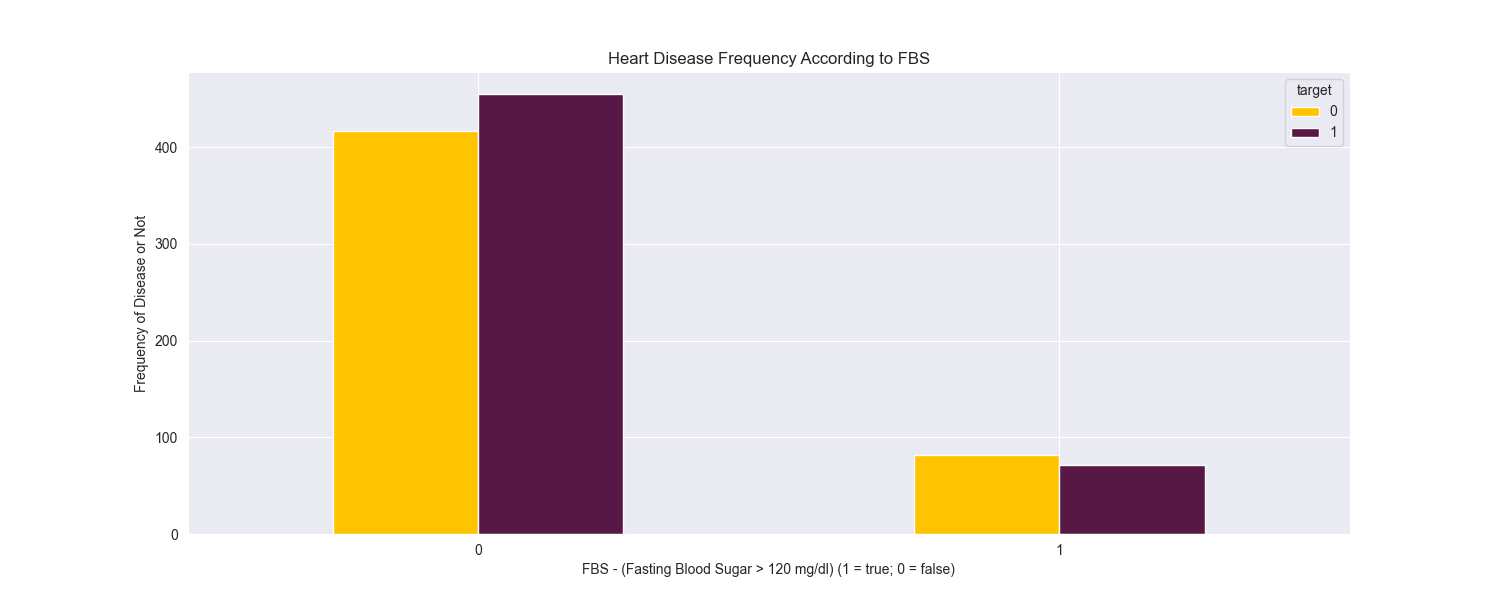 Heart Disease Frequency According to FBS
target
0
1
Frequency of Disease or Not
400
300
200
100
0
0
1
FBS - (Fasting Blood Sugar > 120 mg/dl) (1 = true; 0 = false)